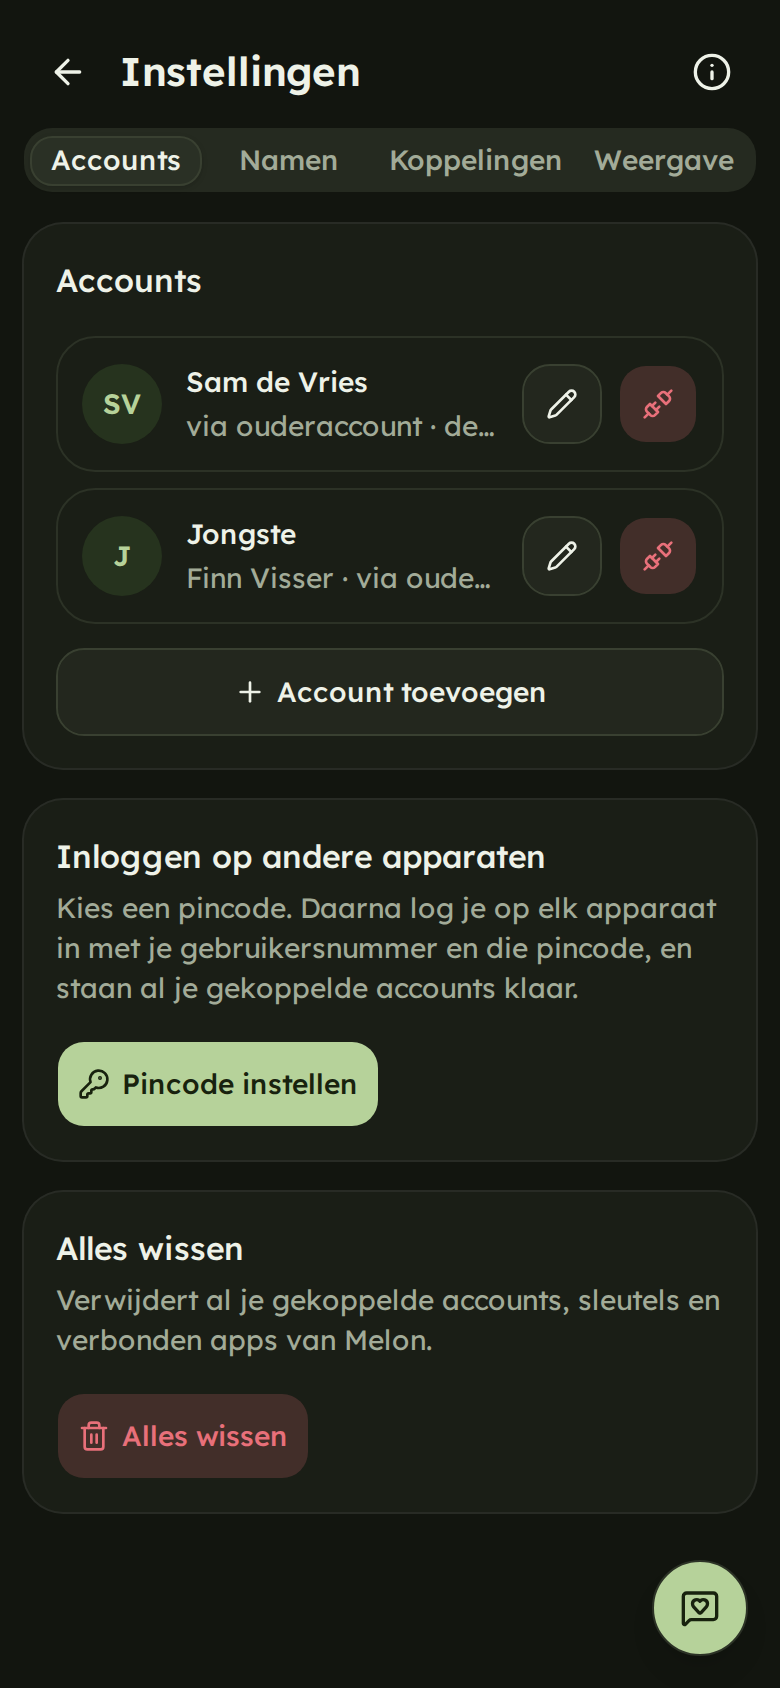 Instellingen
Accounts Namen Koppelingen Weergave
Accounts
SV
Sam de Vries
via ouderaccount · de...
J
Jongste
Finn Visser · via oude...
Account toevoegen
Inloggen op andere apparaten
Kies een pincode. Daarna log je op elk apparaat
in met je gebruikersnummer en die pincode, en
staan al je gekoppelde accounts klaar.
Pincode instellen
Alles wissen
Verwijdert al je gekoppelde accounts, sleutels en
verbonden apps van Melon.
Alles wissen